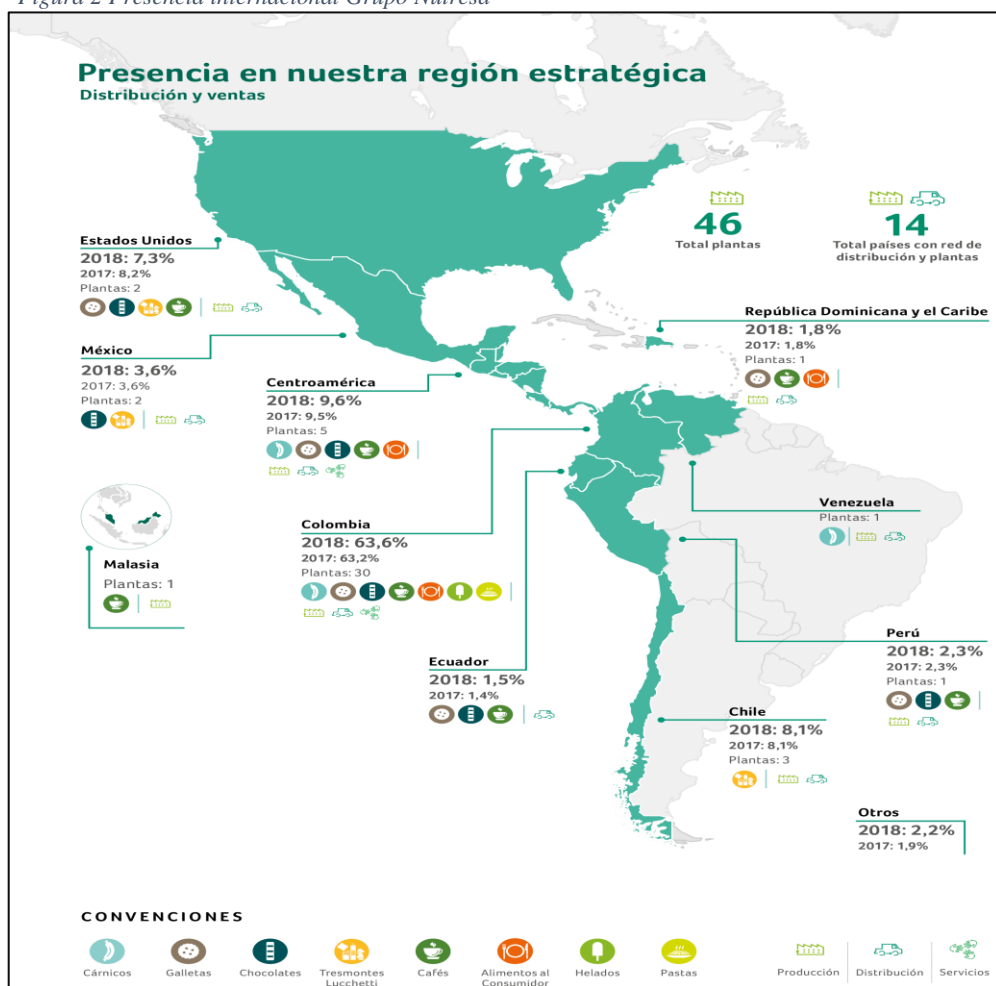 Figura 2 Presencia internacional Grupo Nutresa
Presencia en nuestra región estratégica
Distribución y ventas
46
Total plantas
14
Total países con red de
distribución y plantas
Estados Unidos
2018: 7,3%
2017: 8,2%
Plantas: 2
República Dominicana y el Caribe
2018: 1,8%
2017: 1,8%
Plantas: 1
México
2018: 3,6%
2017: 3,6%
Plantas: 2
Centroamérica
2018: 9,6%
2017: 9,5%
Plantas: 5
Venezuela
Plantas: 1
Colombia
2018: 63,6%
2017: 63,2%
Plantas: 30
Malasia
Plantas: 1
Perú
2018: 2,3%
2017: 2,3%
Plantas: 1
Ecuador
2018: 1,5%
2017: 1,4%
Chile
2018: 8,1%
2017: 8,1%
Plantas: 3
Otros
2018: 2,2%
2017: 1,9%
CONVENCIONES
Cárnicos
Galletas
Chocolates
Tresmontes
Lucchetti
Cafés
Alimentos al
Consumidor
Helados
Pastas
Producción
Distribución
Servicios